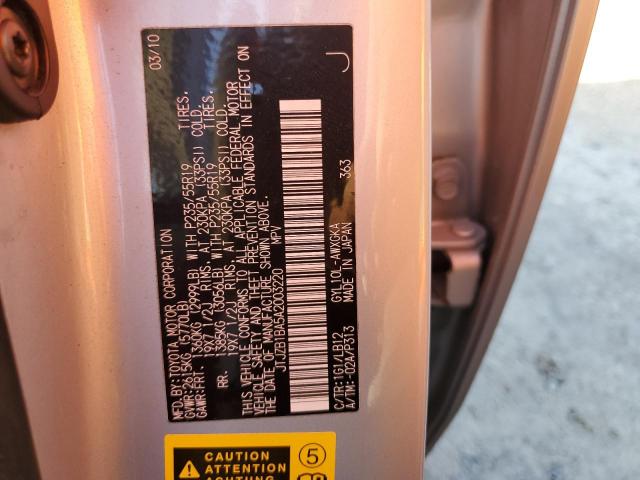 MFD. BY:TOYOTA MOTOR CORPORATION 03/10
GVWR:2615KG (5770LB)
GAWR:FRT. 1360KG (2999LB) WITH P235/55R19 TIRES,
19X7 1/2J RIMS, AT 230KPA (33PSI) COLD.
RR. 1385KG (3056LB) WITH P235/55R19 TIRES,
19X7 1/2J RIMS, AT 230KPA (33PSI) COLD.
THIS VEHICLE CONFORMS TO ALL APPLICABLE FEDERAL MOTOR
VEHICLE SAFETY AND THEFT PREVENTION STANDARDS IN EFFECT ON
THE DATE OF MANUFACTURE SHOWN ABOVE.
JTJZB1BA5A2003220 MPV
C/TR:1G1/LB12 GYL10L-AWXGKA 363
A/TM:-02A/P313 MADE IN JAPAN
J
CAUTION
ATTENTION
5